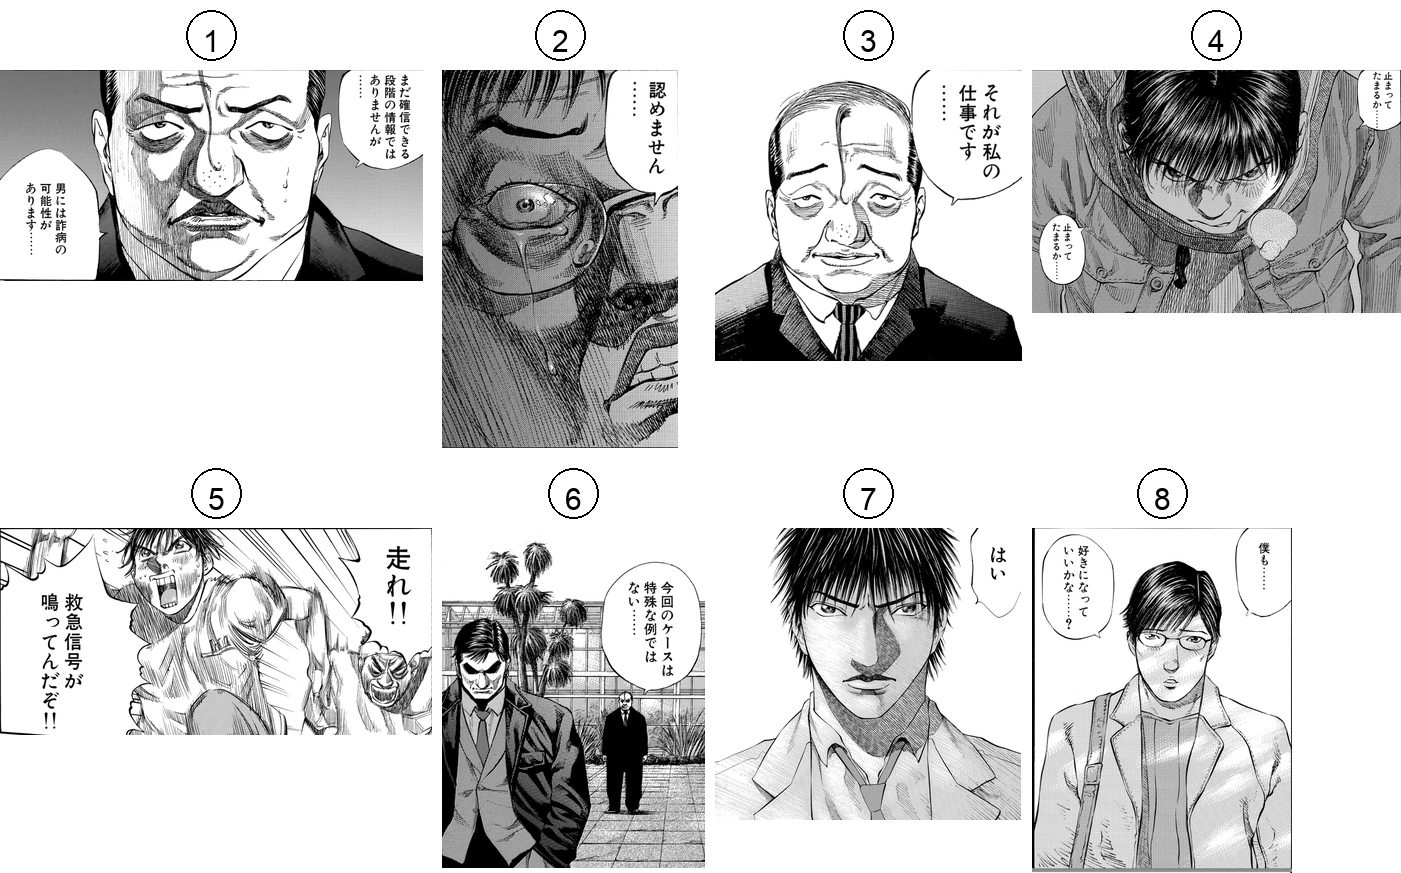 1
まだ確信できる
段階の情報では
ありませんが
……
男には詐病の
可能性が
あります……
2
認めません
……
3
それが私の
仕事です
……
4
止まって
たまるか……
止まって
たまるか……
5
走れ!!
救急信号が
鳴ってんだぞ!!
6
今回のケースは
特殊な例では
ない……
7
はい
8
僕も……
好きになって
いいかな……?